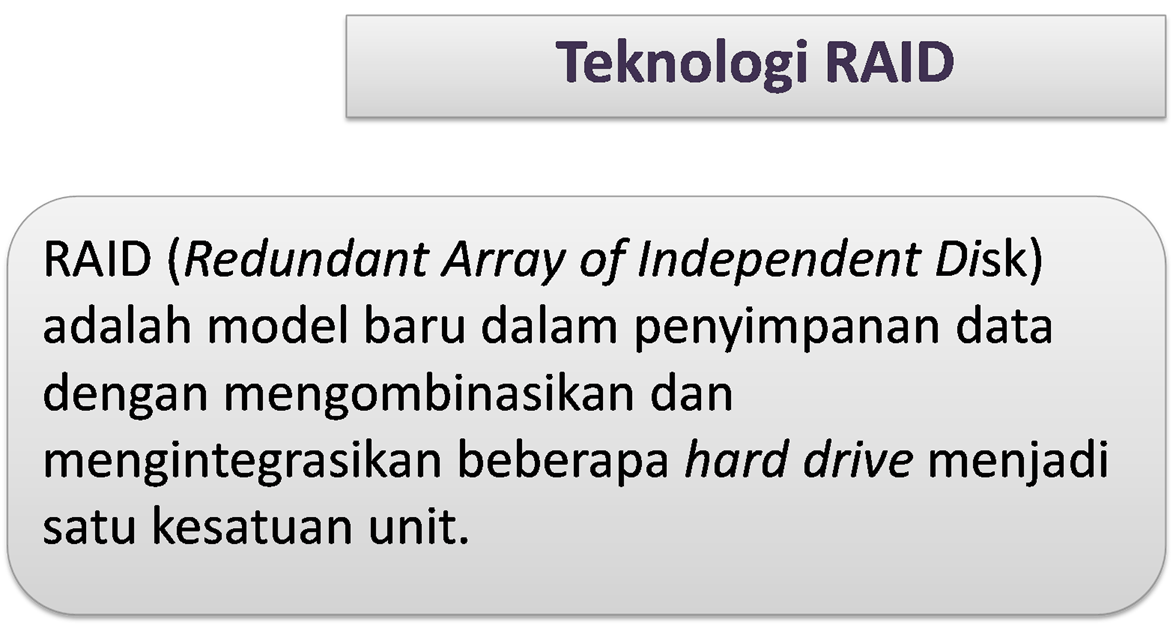 Teknologi RAID
RAID (Redundant Array of Independent Disk)
adalah model baru dalam penyimpanan data
dengan mengombinasikan dan
mengintegrasikan beberapa hard drive menjadi
satu kesatuan unit.